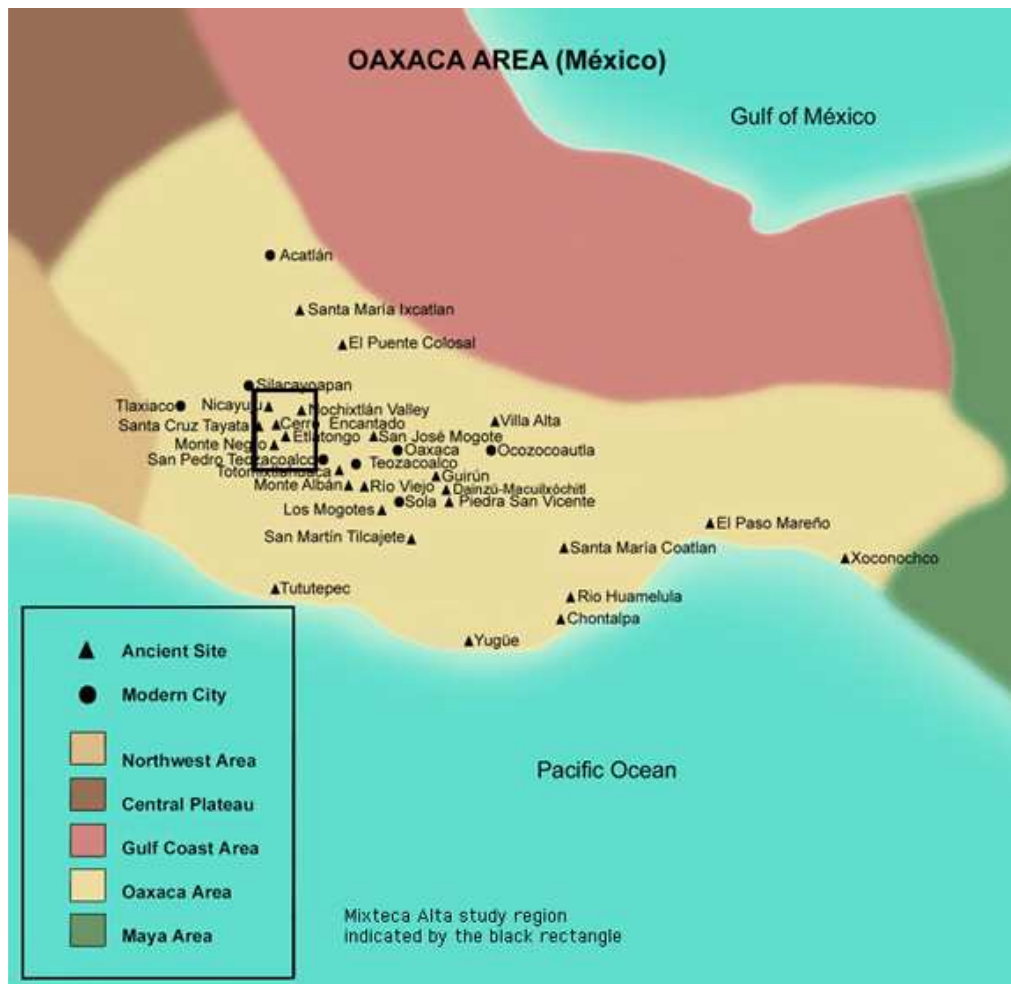 OAXACA AREA (México)
Gulf of México
Acatlán
Santa María Ixcatlan
El Puente Colosal
Silacayoapan
Tlaxiaco
Nicayuju
Nochixtlán Valley
Santa Cruz Tayata
Cerro Encantado
Villa Alta
Etlatongo
San José Mogote
Monte Negro
Oaxaca
Ocozocoautla
San Pedro Teozacoalco
Teozacoalco
Totomixtlahuaca
Guirún
Monte Albán
Río Viejo
Dainzú-Macuilxóchitl
Sola
Piedra San Vicente
Los Mogotes
El Paso Mareño
San Martín Tilcajete
Santa María Coatlan
Xoconochco
Tututepec
Rio Huamelula
Chontalpa
Yugüe
Ancient Site
Modern City
Northwest Area
Central Plateau
Gulf Coast Area
Oaxaca Area
Maya Area
Pacific Ocean
Mixteca Alta study region
indicated by the black rectangle